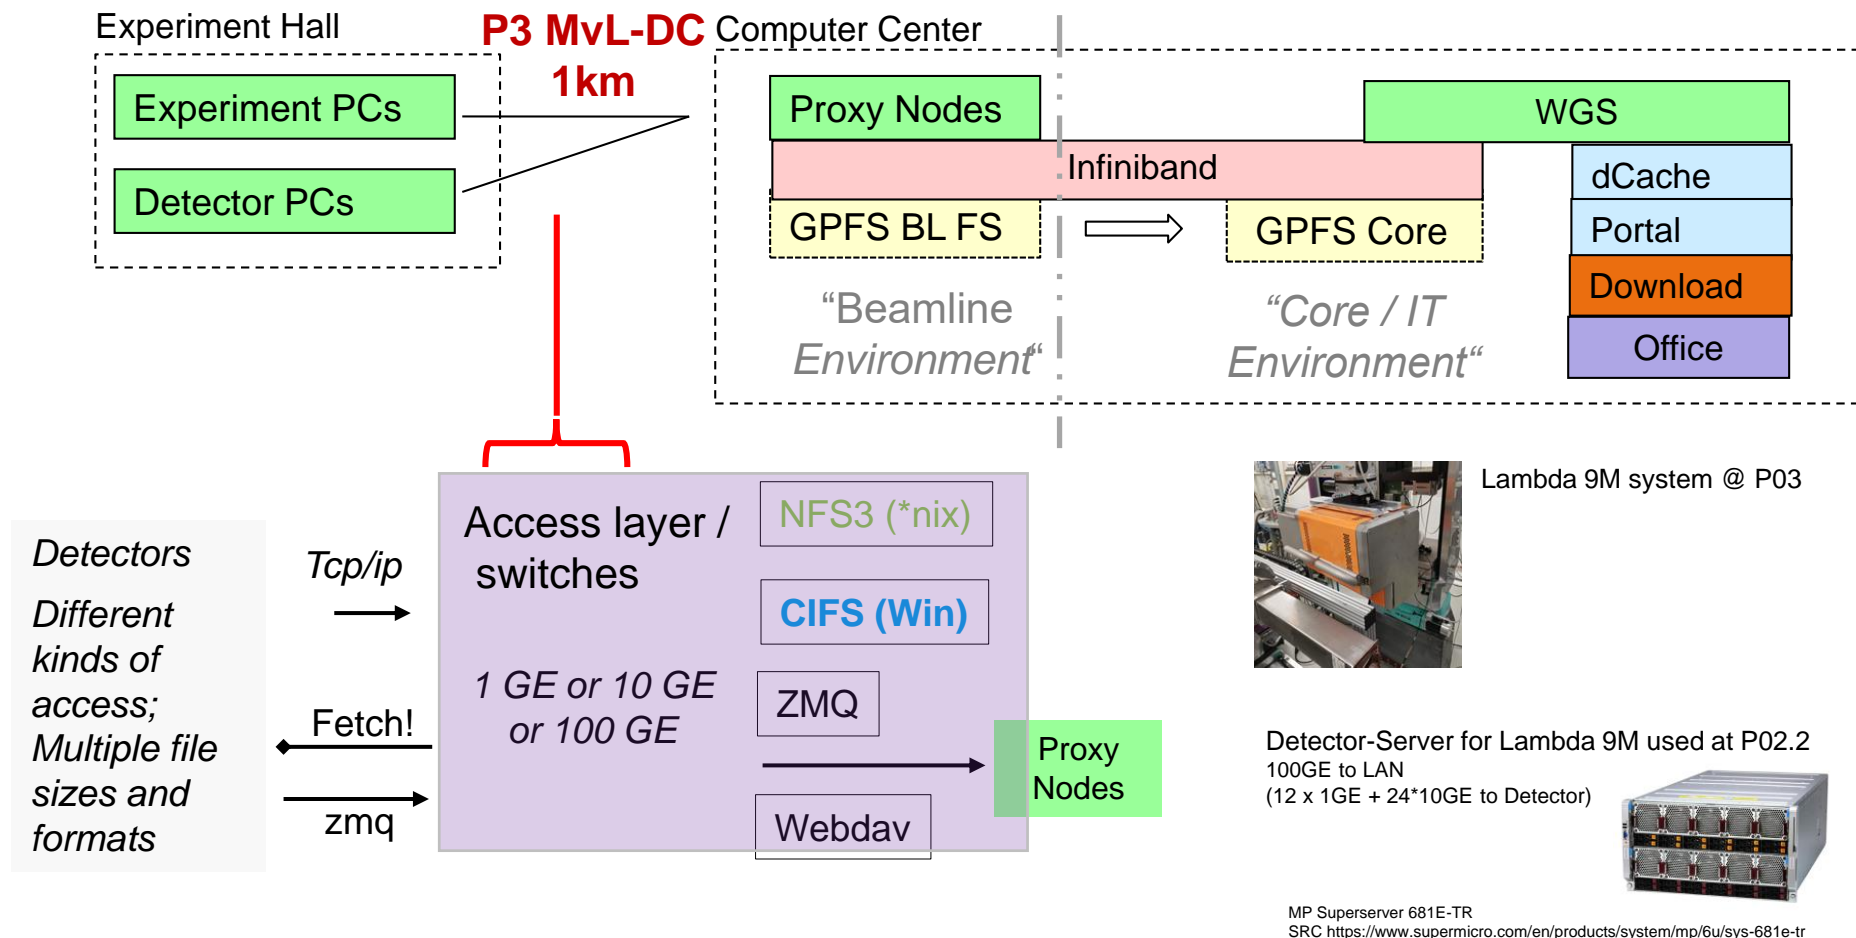 Experiment Hall
P3 MvL-DC
1km
Computer Center
Experiment PCs
Detector PCs
Proxy Nodes
WGS
Infiniband
dCache
GPFS BL FS
GPFS Core
Portal
Download
Office
“Beamline
Environment“
“Core / IT
Environment“
Lambda 9M system @ P03
Detectors
Different
kinds of
access;
Multiple file
sizes and
formats
Tcp/ip
Fetch!
zmq
Access layer /
switches
1 GE or 10 GE
or 100 GE
NFS3 (*nix)
CIFS (Win)
ZMQ
Webdav
Proxy
Nodes
Detector-Server for Lambda 9M used at P02.2
100GE to LAN
(12 x 1GE + 24*10GE to Detector)
MP Superserver 681E-TR
SRC https://www.supermicro.com/en/products/system/mp/6u/sys-681e-tr